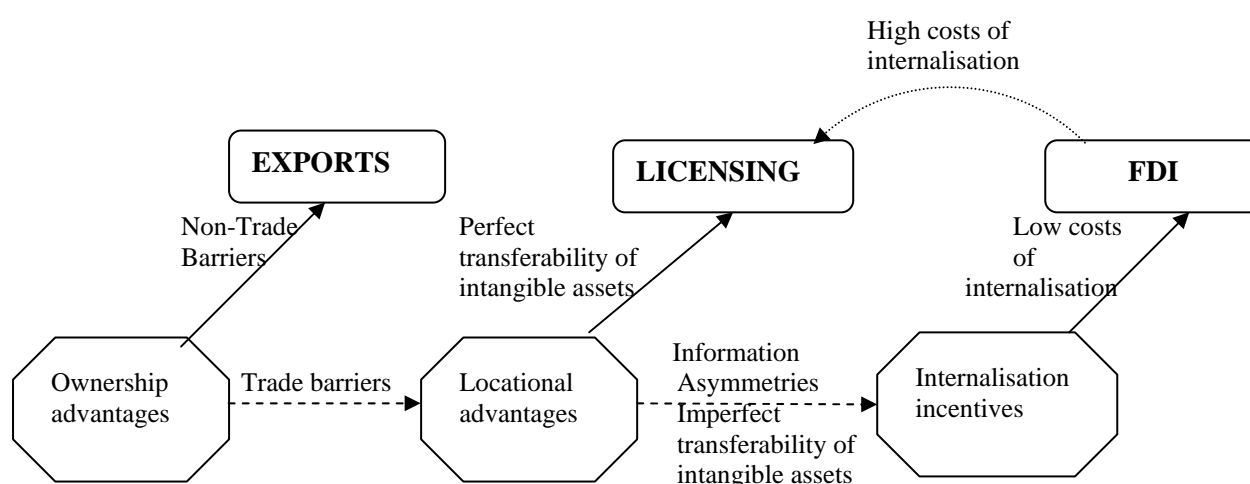 High costs of
internalisation
EXPORTS
LICENSING
FDI
Non-Trade
Barriers
Perfect
transferability of
intangible assets
Low costs
of
internalisation
Ownership
advantages
Trade barriers
Locational
advantages
Information
Asymmetries
Imperfect
transferability of
intangible assets
Internalisation
incentives